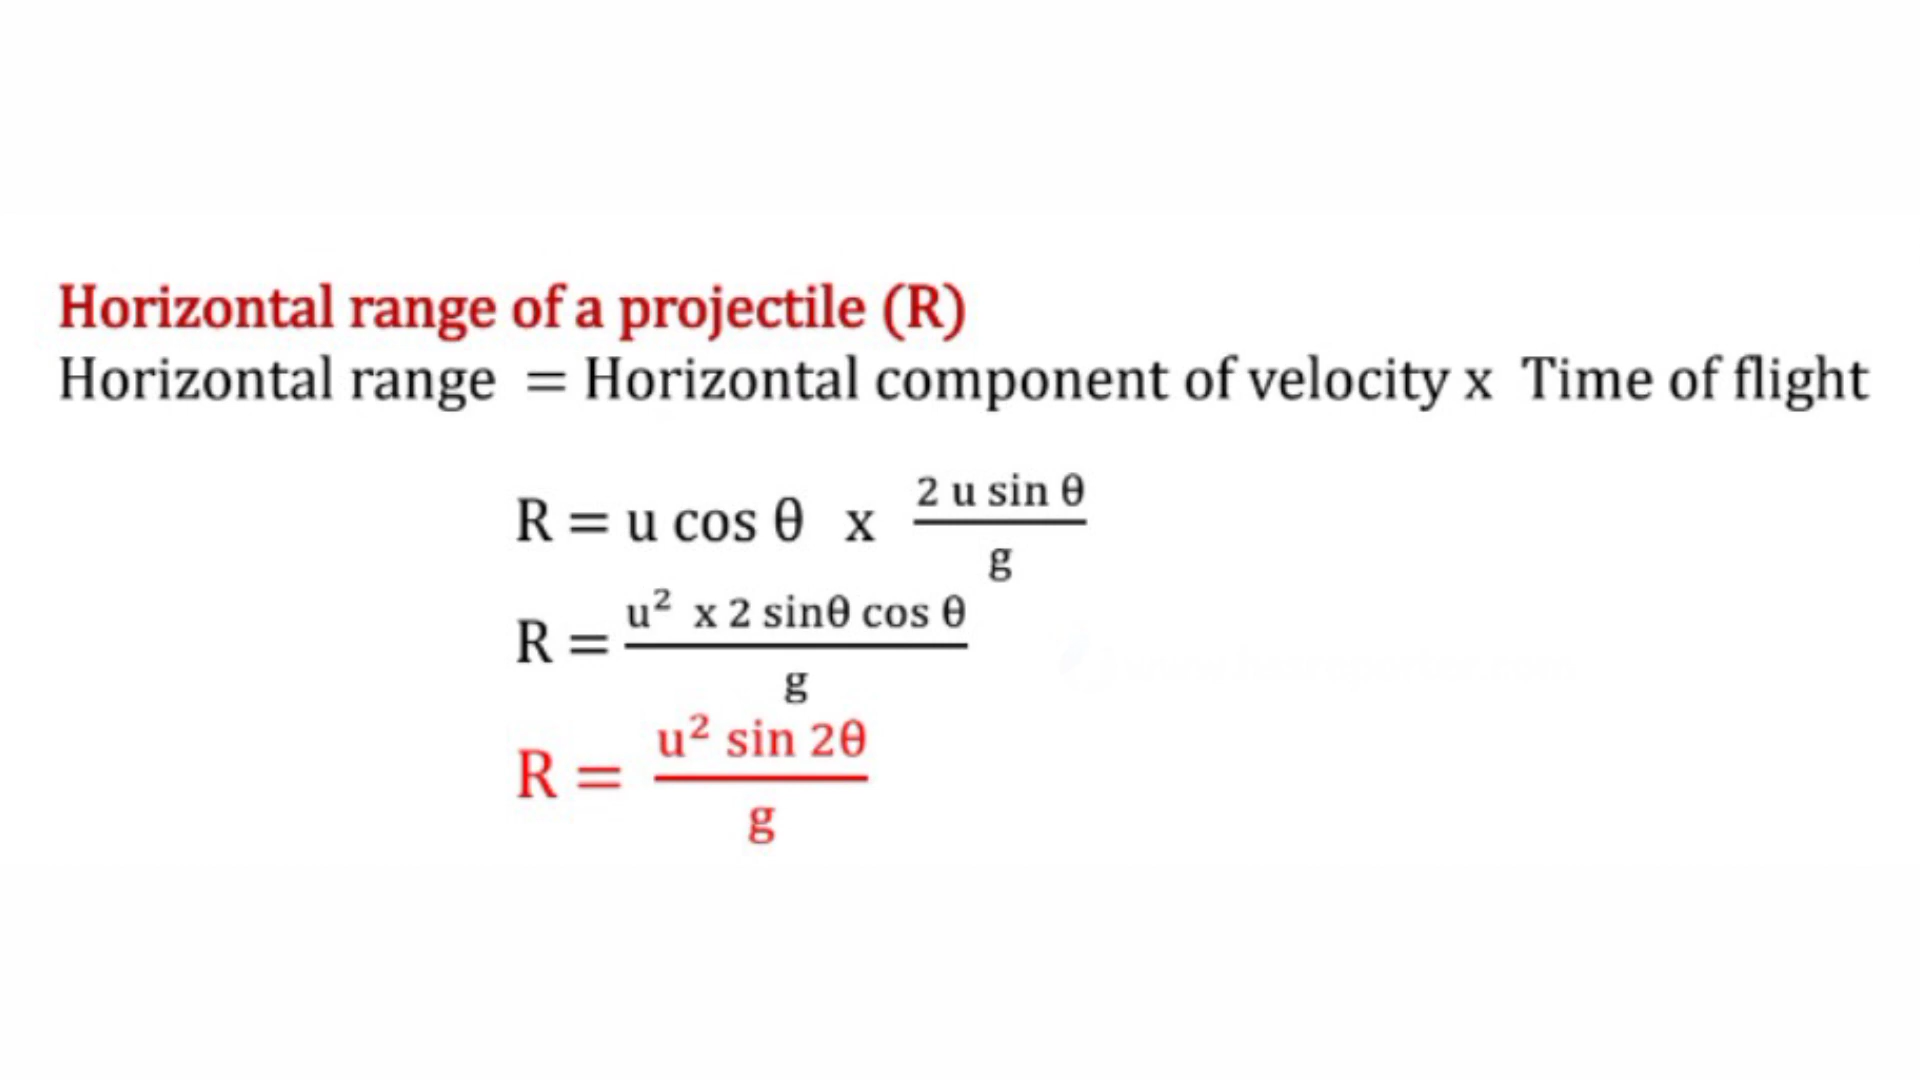 Horizontal range of a projectile (R)
Horizontal range = Horizontal component of velocity x Time of flight
R = u cos θ x 2 u sin θ / g
R = u² x 2 sinθ cos θ / g
R = u² sin 2θ / g